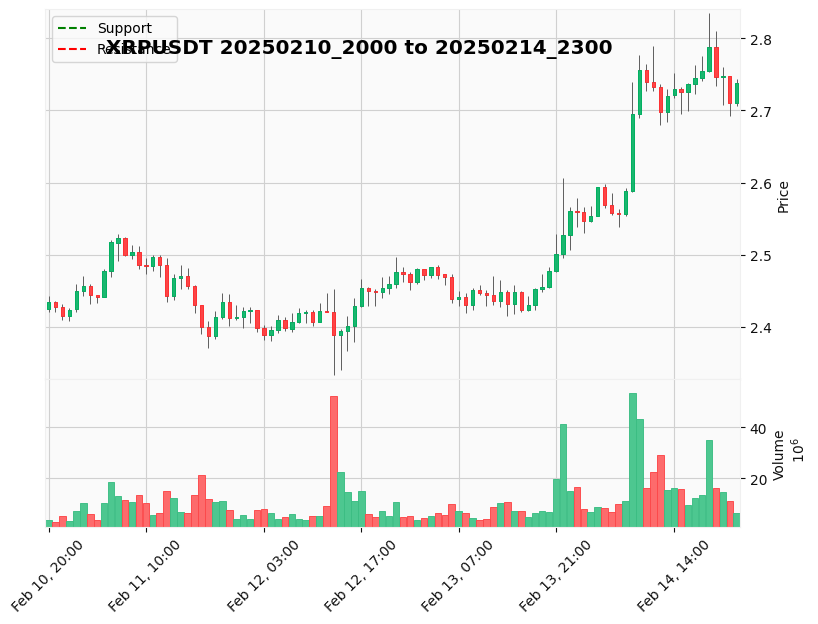 Support
Resistance
XRPUSDT 20250210_2000 to 20250214_2300
2.8
2.7
2.6
2.5
2.4
Price
40
20
Volume
10^6
Feb 10, 20:00
Feb 11, 10:00
Feb 12, 03:00
Feb 12, 17:00
Feb 13, 07:00
Feb 13, 21:00
Feb 14, 14:00